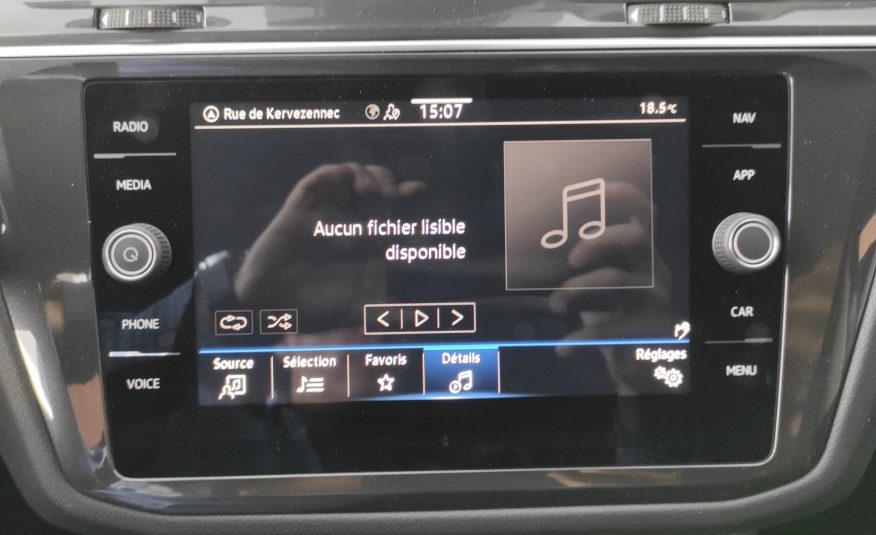 Rue de Kervezennec 15:07 18.5°C
RADIO
NAV
MEDIA
APP
Aucun fichier lisible
disponible
PHONE
CAR
VOICE
MENU
Source Sélection Favoris Détails Réglages